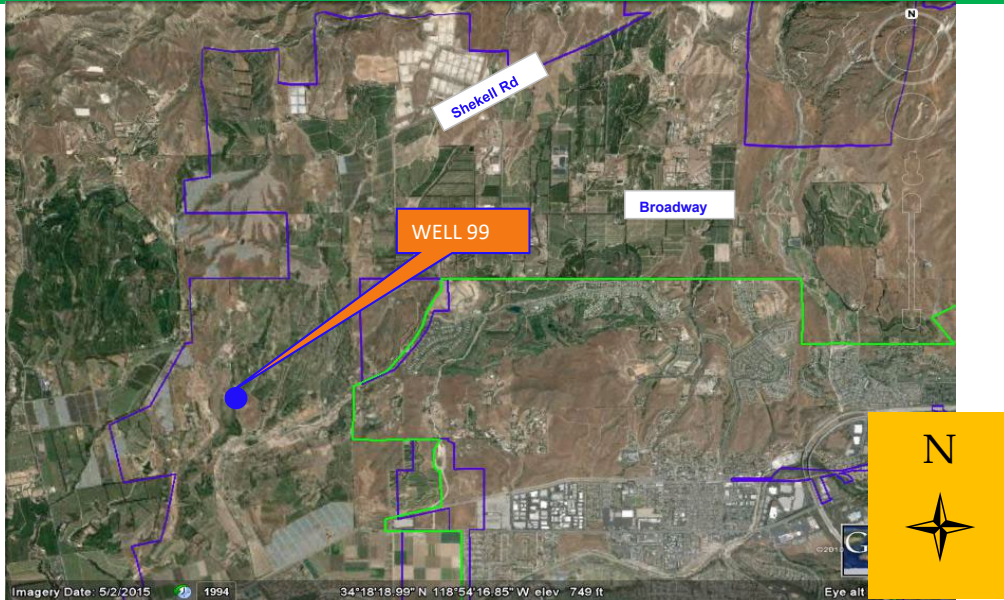 N
Shekell Rd
Broadway
WELL 99
N
©201
G
Imagery Date: 5/2/2015 1994 34°18'18.99" N 118°54'16.85" W elev 749 ft Eye alt